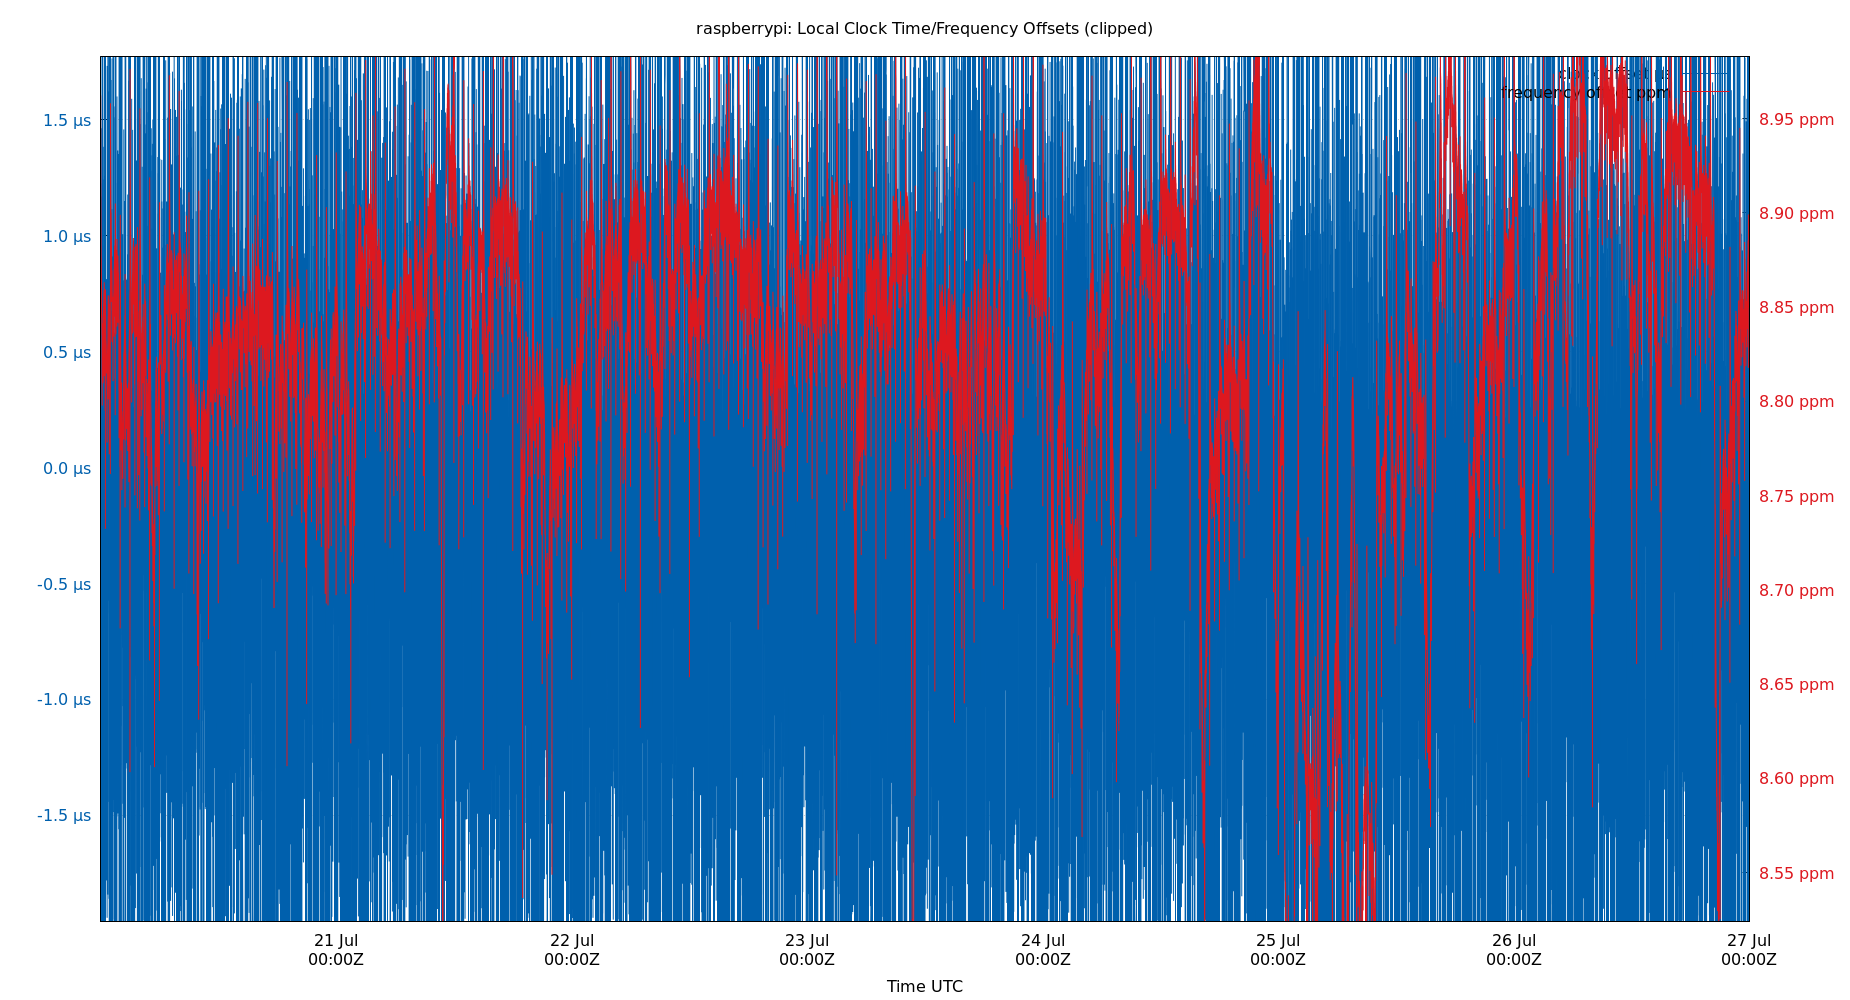 raspberrypi: Local Clock Time/Frequency Offsets (clipped)
frequency offset ppm
1.5 µs
1.0 µs
0.5 µs
0.0 µs
-0.5 µs
-1.0 µs
-1.5 µs
8.95 ppm
8.90 ppm
8.85 ppm
8.80 ppm
8.75 ppm
8.70 ppm
8.65 ppm
8.60 ppm
8.55 ppm
21 Jul 22 Jul 23 Jul 24 Jul 25 Jul 26 Jul 27 Jul
00:00Z 00:00Z 00:00Z 00:00Z 00:00Z 00:00Z 00:00Z
Time UTC